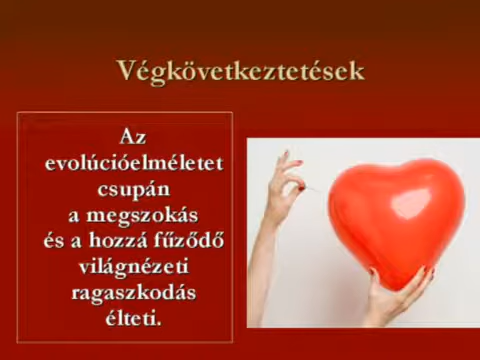 Végkövetkeztetések
Az
evolúcióelméletet
csupán
a megszokás
és a hozzá fűződő
világnézeti
ragaszkodás
élteti.